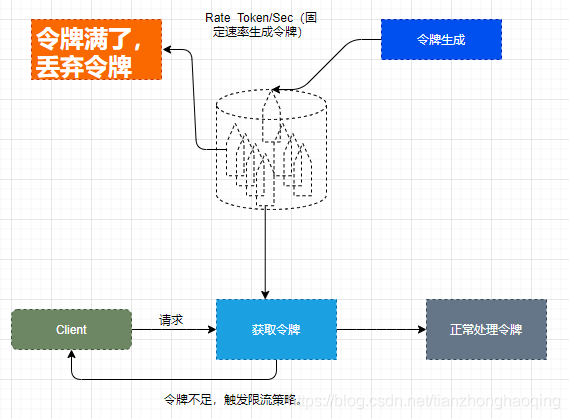 令牌满了，
丢弃令牌
Rate Token/Sec（固
定速率生成令牌）
令牌生成
Client
请求
获取令牌
正常处理令牌
令牌不足，触发限流策略。
https://blog.csdn.net/tianzhonghaoqing